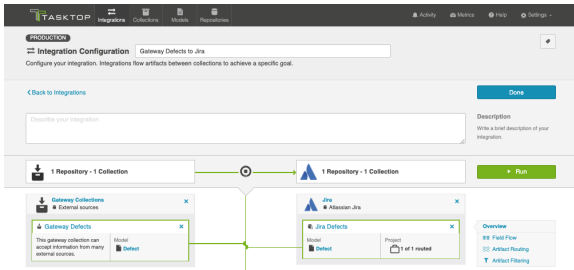 TASKTOP
Integrations
Collections
Models
Repositories
Activity
Metrics
Help
Settings
PRODUCTION
Integration Configuration
Gateway Defects to Jira
Configure your integration. Integrations flow artifacts between collections to achieve a specific goal.
Back to Integrations
Done
Describe your integration
Description
Write a brief description of your
integration.
1 Repository - 1 Collection
1 Repository - 1 Collection
Run
Gateway Collections
External sources
Jira
Atlassian Jira
Gateway Defects
This gateway collection can
accept information from many
external sources.
Model
Defect
Jira Defects
Model
Defect
Project
1 of 1 routed
Overview
Field Flow
Artifact Routing
Artifact Filtering